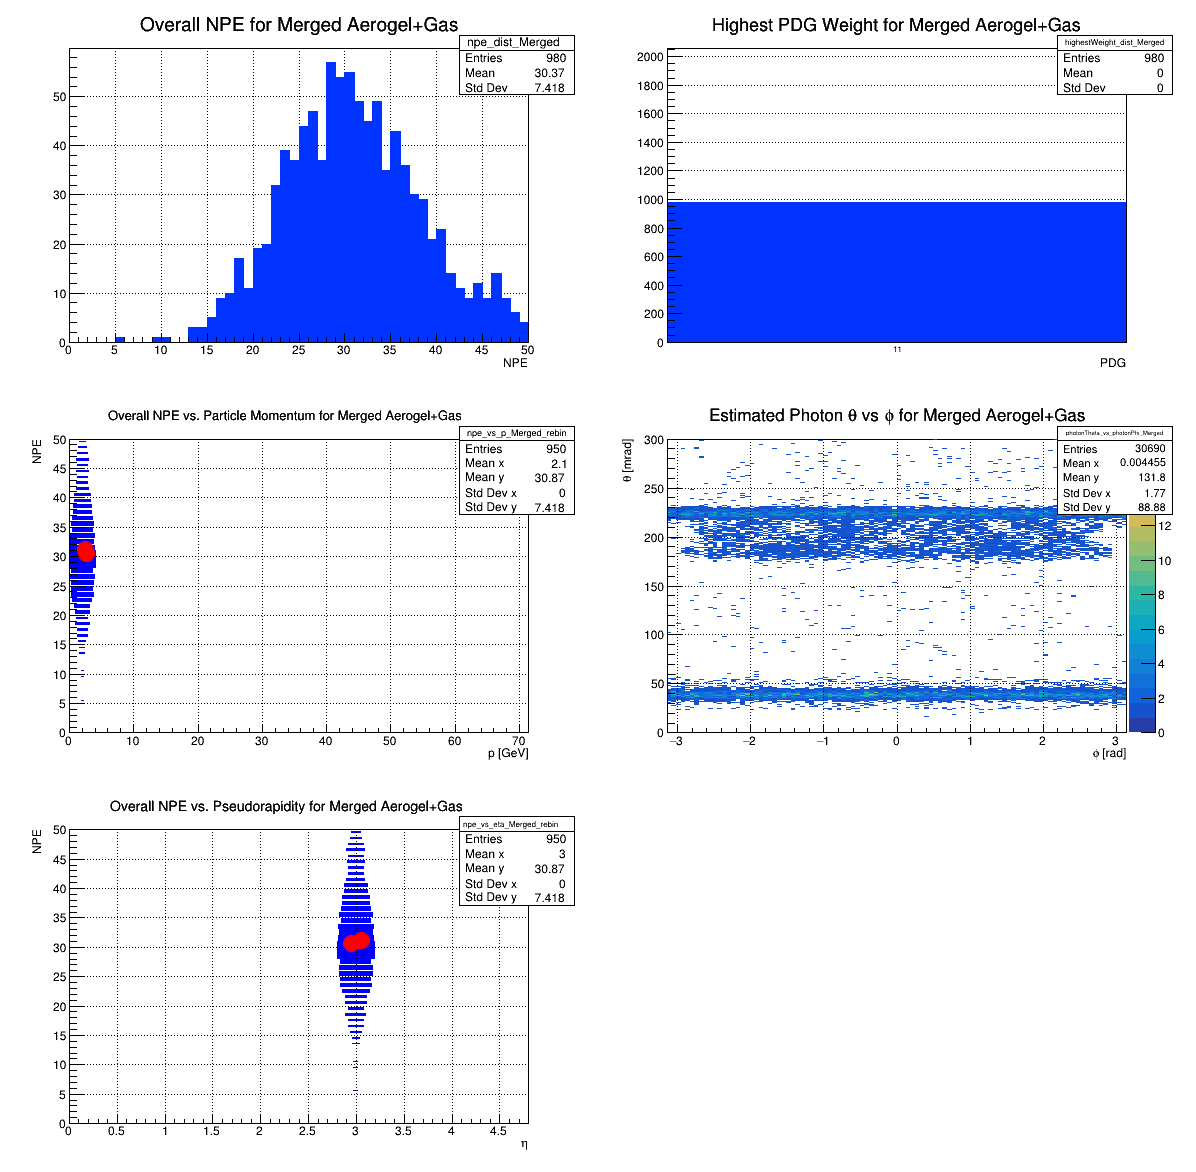 Overall NPE for Merged Aerogel+Gas
npe_dist_Merged
Entries 980
Mean 30.37
Std Dev 7.418
50
40
30
20
10
0
0 5 10 15 20 25 30 35 40 45 50
NPE
Highest PDG Weight for Merged Aerogel+Gas
highestWeight_dist_Merged
Entries 980
Mean 0
Std Dev 0
2000
1800
1600
1400
1200
1000
800
600
400
200
0
11
PDG
Overall NPE vs. Particle Momentum for Merged Aerogel+Gas
npe_vs_p_Merged_rebin
Entries 950
Mean x 2.1
Mean y 30.87
Std Dev x 0
Std Dev y 7.418
NPE
50
45
40
35
30
25
20
15
10
5
0
0 10 20 30 40 50 60 70
p [GeV]
Estimated Photon θ vs ϕ for Merged Aerogel+Gas
photonTheta_vs_photonPhi_Merged
Entries 30690
Mean x 0.004455
Mean y 131.8
Std Dev x 1.77
Std Dev y 88.88
θ [mrad]
300
250
200
150
100
50
0
−3 −2 −1 0 1 2 3
ϕ [rad]
12
10
8
6
4
2
0
Overall NPE vs. Pseudorapidity for Merged Aerogel+Gas
npe_vs_eta_Merged_rebin
Entries 950
Mean x 3
Mean y 30.87
Std Dev x 0
Std Dev y 7.418
NPE
50
45
40
35
30
25
20
15
10
5
0
0 0.5 1 1.5 2 2.5 3 3.5 4 4.5
η